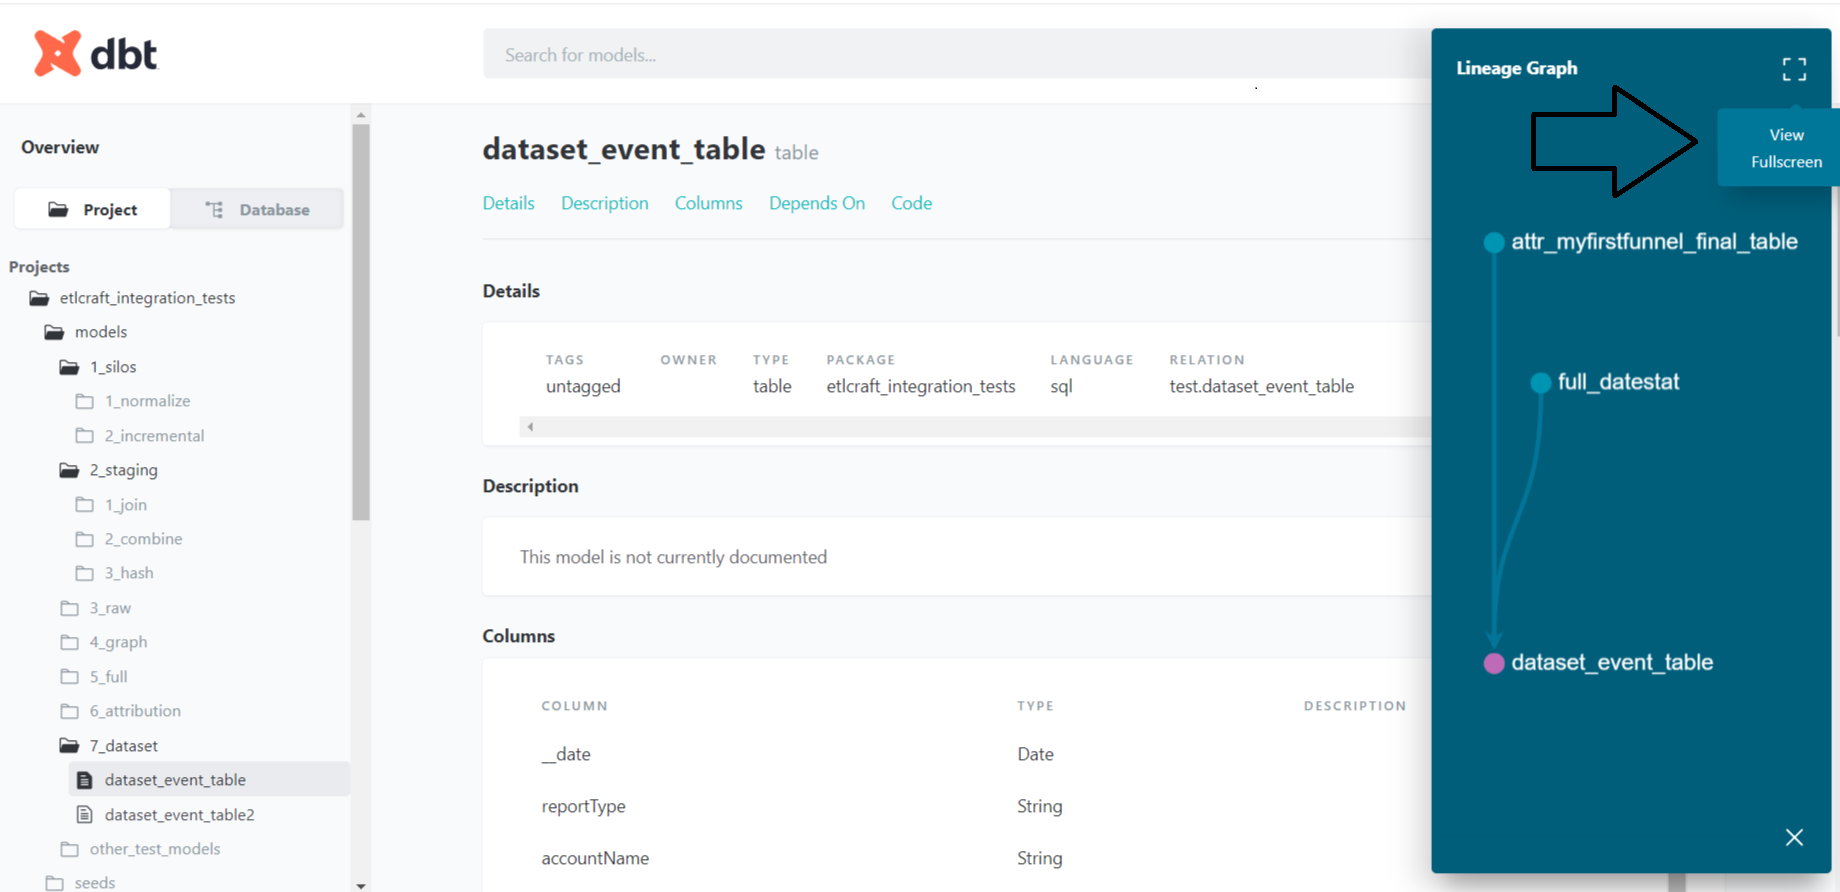 dbt
Search for models...
Overview
Project
Database
Projects
etlcraft_integration_tests
models
1_silos
1_normalize
2_incremental
2_staging
1_join
2_combine
3_hash
3_raw
4_graph
5_full
6_attribution
7_dataset
dataset_event_table
dataset_event_table2
other_test_models
seeds
dataset_event_table table
Details Description Columns Depends On Code
Details
TAGS OWNER TYPE PACKAGE LANGUAGE RELATION
untagged table etlcraft_integration_tests sql test.dataset_event_table
Description
This model is not currently documented
Columns
COLUMN TYPE DESCRIPTION
__date Date
reportType String
accountName String
Lineage Graph
View
Fullscreen
attr_myfirstfunnel_final_table
full_datestat
dataset_event_table